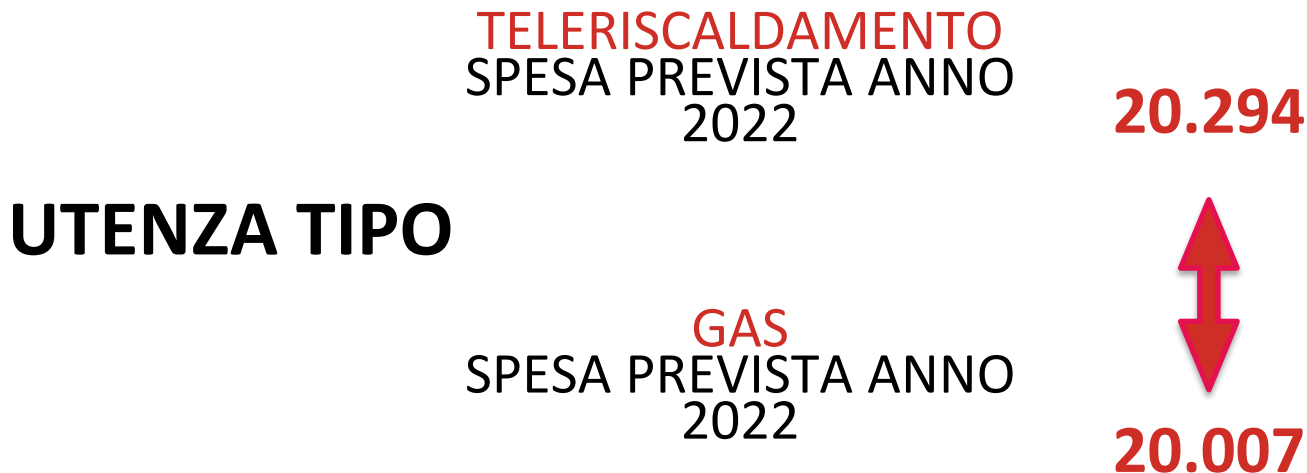 TELERISCALDAMENTO
SPESA PREVISTA ANNO
2022
20.294
UTENZA TIPO
GAS
SPESA PREVISTA ANNO
2022
20.007